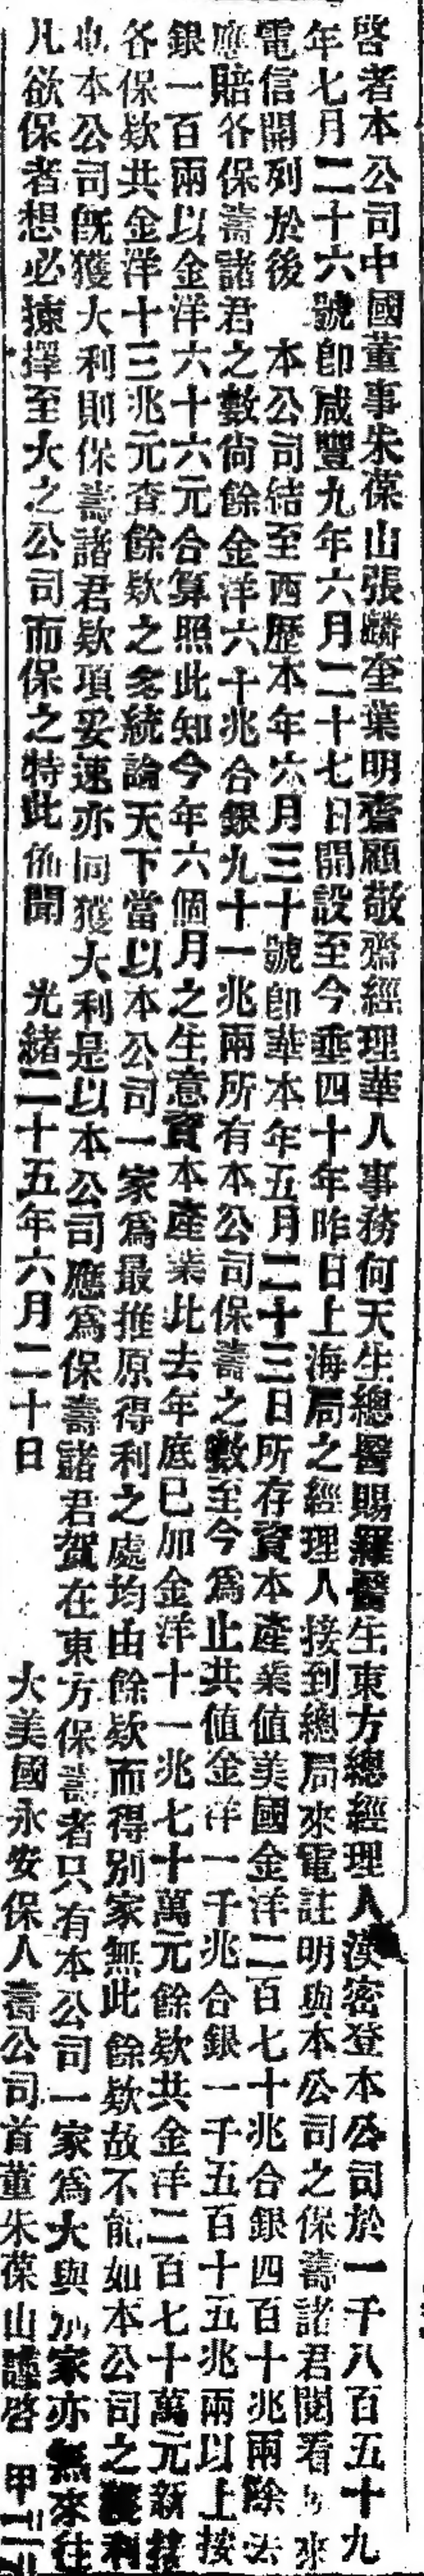 啓者本公司中國董事朱葆山張麟奎葉明齋顧敬齋經理華人事務何天生總醫賜羅醫生東方總經理人漢密登本公司於一千八百五十九
年七月二十六號卽咸豐九年六月二十七日開設至今垂四十年昨日上海局之經理人接到總局來電註明與本公司之保壽諸君閱看 來
電信開列於後　本公司結至西歷本年六月三十號卽華本年五月二十三日所存資本產業值美國金洋二百七十兆合銀四百十兆兩除去
應賠各保壽諸君之數尙餘金洋六十兆合銀九十一兆兩所有本公司保壽之數至今爲止共值金洋一千兆合銀一千五百十五兆兩以上按
銀一百兩以金洋六十六元合算照此知今年六個月之生意資本產業比去年底已加金洋十一兆七十萬元餘欵共金洋二百七十萬元新接
各保欵共金洋十三兆元查餘欵之多統論天下當以本公司一家爲最推原得利之處均由餘欵而得別家無此餘欵故不能如本公司之獲利
也本公司旣獲大利則保壽諸君欵項妥速亦同獲大利是以本公司應爲保壽諸君賀在東方保壽者只有本公司一家爲大與 家亦無來往
凡欲保者想必揀擇至大之公司而保之特此佈聞　光緒二十五年六月二十日　大美國永安保人壽公司首董朱葆山謹啓　甲